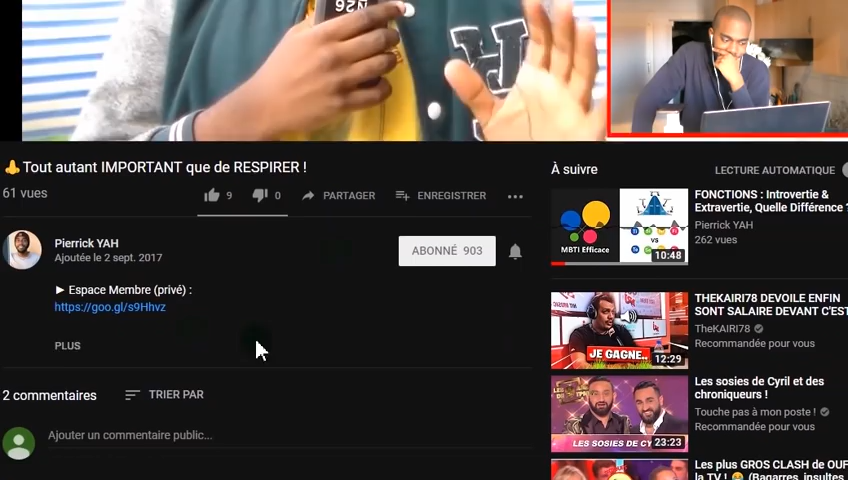 N26
H
Tout autant IMPORTANT que de RESPIRER !
61 vues
9
0
PARTAGER
ENREGISTRER
Pierrick YAH
Ajoutée le 2 sept. 2017
ABONNÉ 903
► Espace Membre (privé) :
https://goo.gl/s9Hhvz
PLUS
2 commentaires
TRIER PAR
Ajouter un commentaire public...
À suivre
LECTURE AUTOMATIQUE
MBTI Efficace
VS
10:48
FONCTIONS : Introvertie &
Extravertie, Quelle Différence ?
Pierrick YAH
262 vues
JE GAGNE..
12:29
THEKAIRI78 DEVOILE ENFIN
SONT SALAIRE DEVANT C'EST
TheKAIRI78
Recommandée pour vous
LES SOSIES DE CY
23:23
Les sosies de Cyril et des
chroniqueurs !
Touche pas à mon poste !
Recommandée pour vous
Les plus GROS CLASH de OUF
la TV ! (Bagarres, insultes